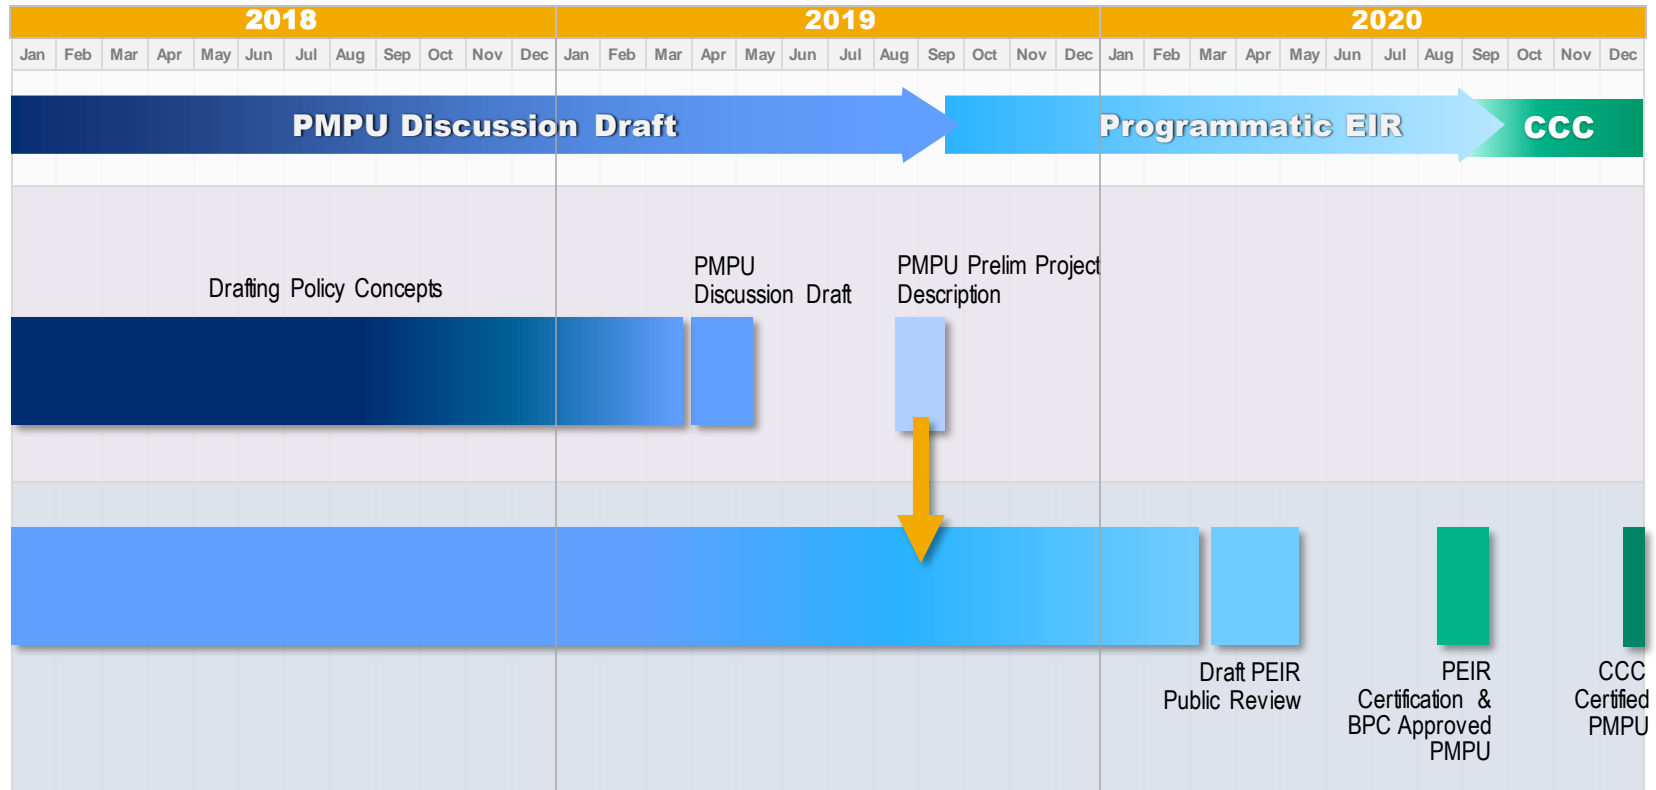 2018 2019 2020
Jan Feb Mar Apr May Jun Jul Aug Sep Oct Nov Dec Jan Feb Mar Apr May Jun Jul Aug Sep Oct Nov Dec Jan Feb Mar Apr May Jun Jul Aug Sep Oct Nov Dec
PMPU Discussion Draft
Programmatic EIR
CCC
Drafting Policy Concepts
PMPU
Discussion Draft
PMPU Prelim Project
Description
Draft PEIR
Public Review
PEIR
Certification &
BPC Approved
PMPU
CCC
Certified
PMPU